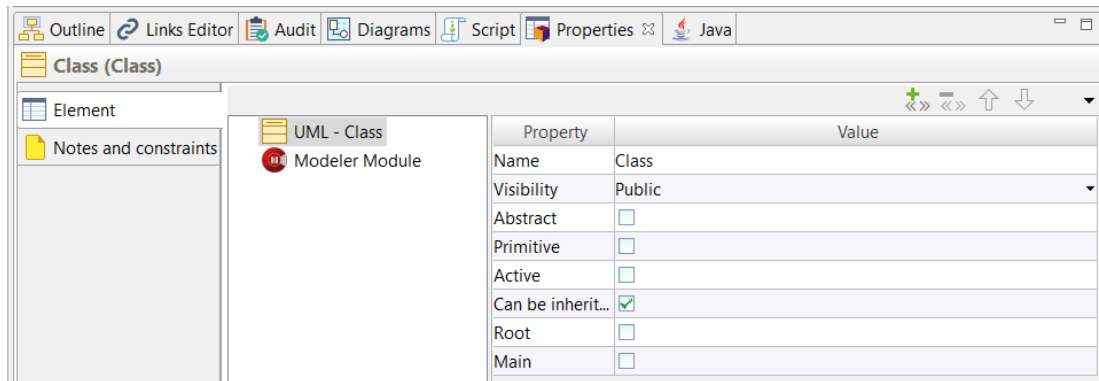 Outline Links Editor Audit Diagrams Script Properties Java
Class (Class)
Element
Notes and constraints
UML - Class
Modeler Module
Property Value
Name Class
Visibility Public
Abstract
Primitive
Active
Can be inherit...
Root
Main